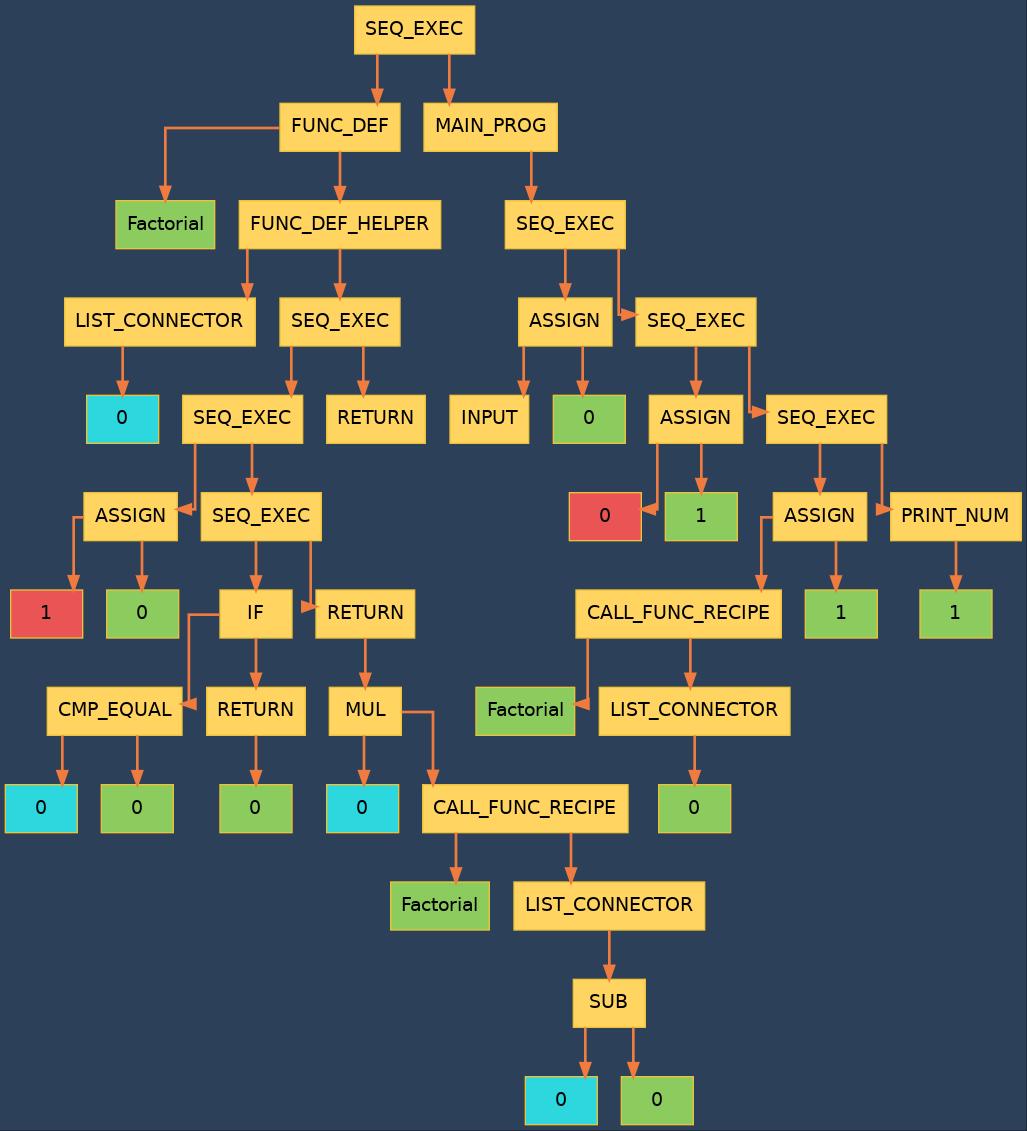 SEQ_EXEC
FUNC_DEF MAIN_PROG
Factorial FUNC_DEF_HELPER SEQ_EXEC
LIST_CONNECTOR SEQ_EXEC ASSIGN SEQ_EXEC
0 SEQ_EXEC RETURN INPUT 0 ASSIGN SEQ_EXEC
ASSIGN SEQ_EXEC 0 1 ASSIGN PRINT_NUM
1 0 IF RETURN CALL_FUNC_RECIPE 1 1
CMP_EQUAL RETURN MUL Factorial LIST_CONNECTOR
0 0 0 0 CALL_FUNC_RECIPE 0
Factorial LIST_CONNECTOR
SUB
0 0